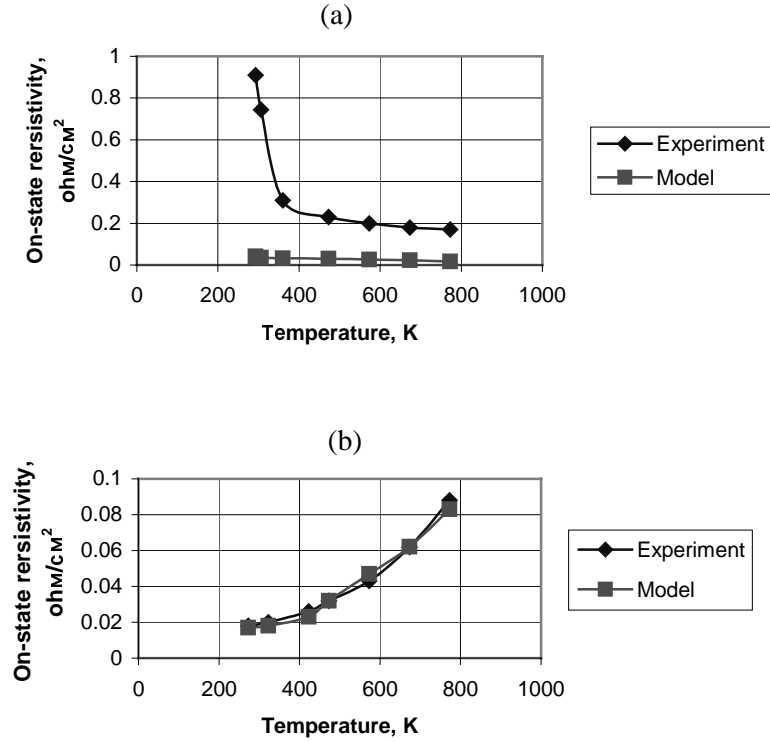 (a)
On-state rersistivity,
ohм/см²
1
0.8
0.6
0.4
0.2
0
0 200 400 600 800 1000
Temperature, K
Experiment
Model
(b)
On-state rersistivity,
ohм/см²
0.1
0.08
0.06
0.04
0.02
0
0 200 400 600 800 1000
Temperature, K
Experiment
Model